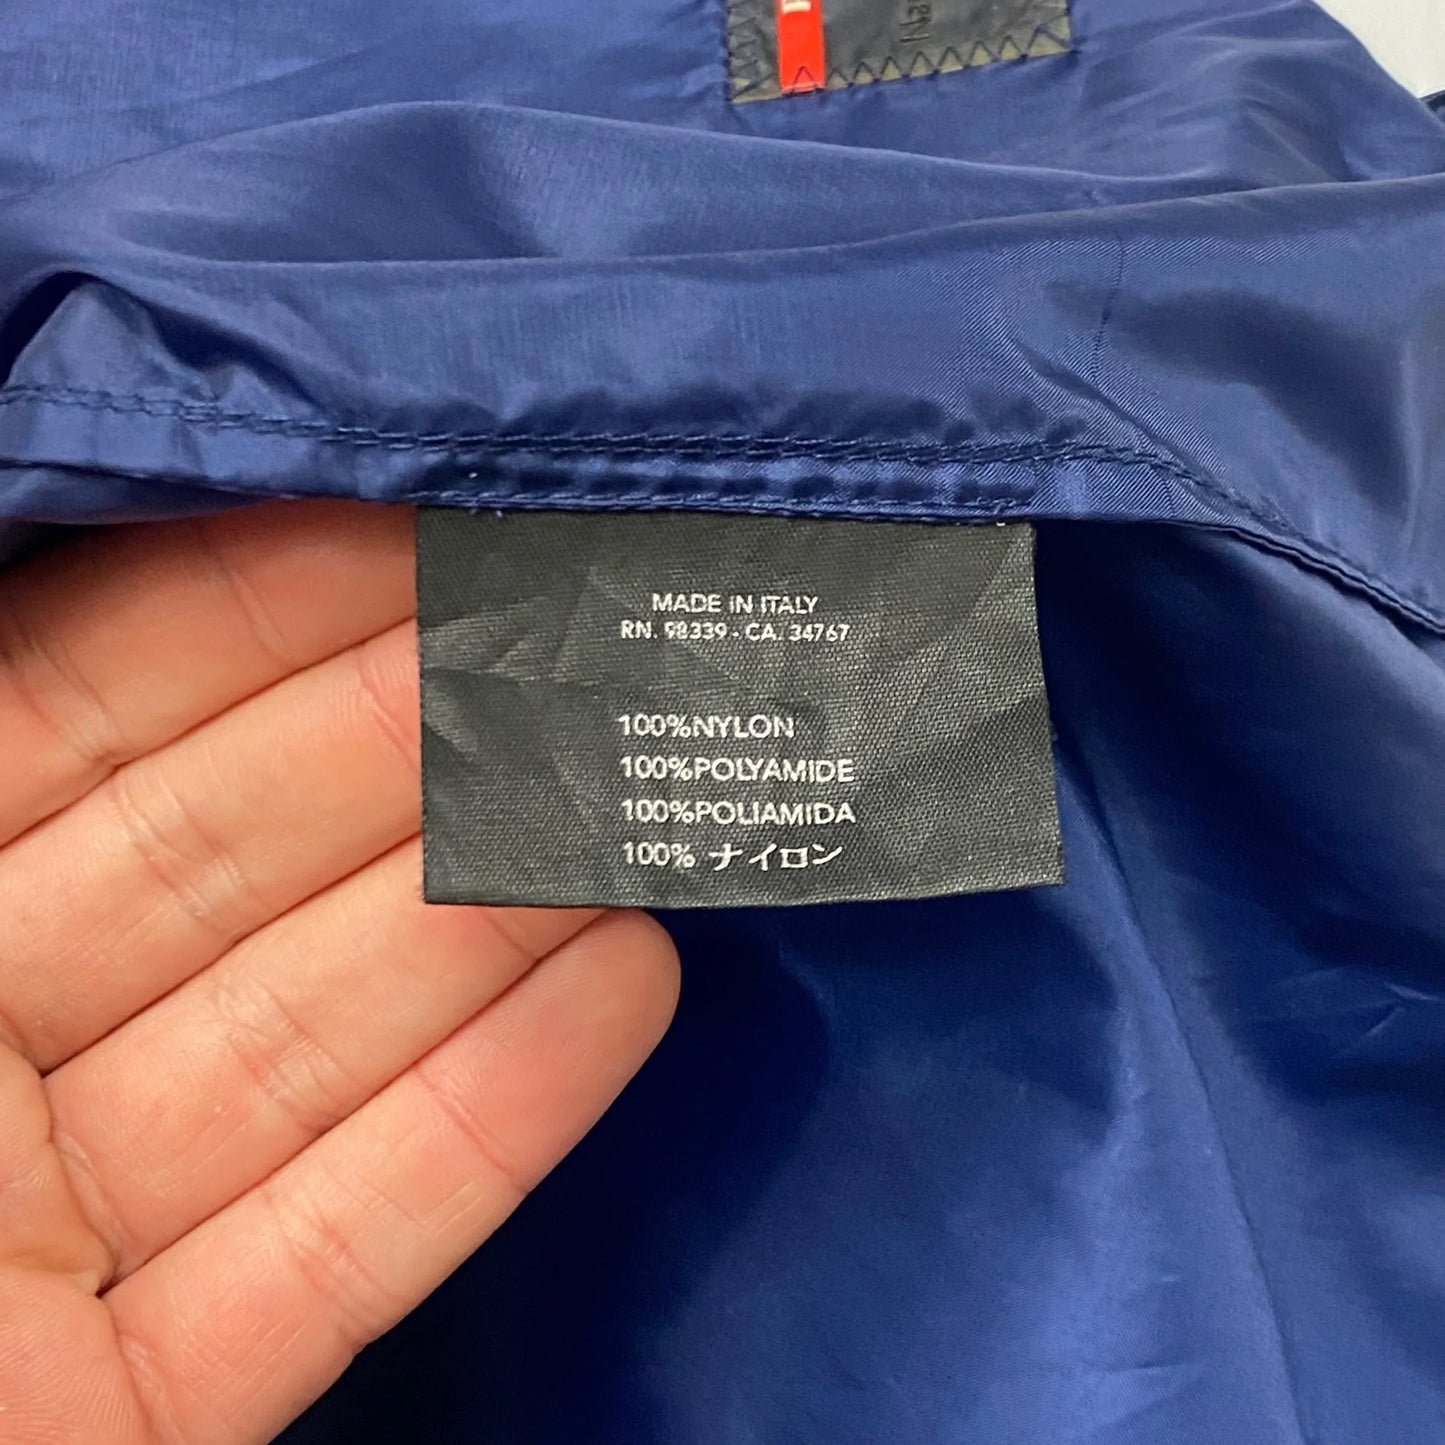 MADE IN ITALY
RN. 98339 - CA. 34767
100%NYLON
100%POLYAMIDE
100%POLIAMIDA
100% ナイロン